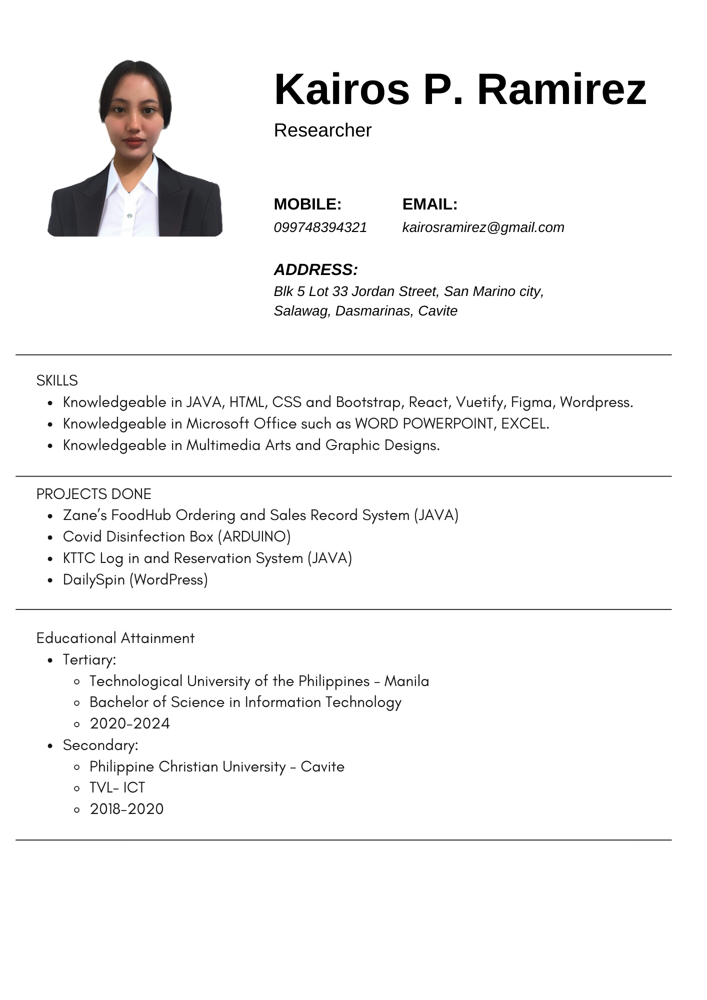 Kairos P. Ramirez
Researcher
MOBILE:
099748394321
EMAIL:
kairosramirez@gmail.com
ADDRESS:
Blk 5 Lot 33 Jordan Street, San Marino city,
Salawag, Dasmarinas, Cavite
SKILLS
• Knowledgeable in JAVA, HTML, CSS and Bootstrap, React, Vuetify, Figma, Wordpress.
• Knowledgeable in Microsoft Office such as WORD POWERPOINT, EXCEL.
• Knowledgeable in Multimedia Arts and Graphic Designs.
PROJECTS DONE
• Zane’s FoodHub Ordering and Sales Record System (JAVA)
• Covid Disinfection Box (ARDUINO)
• KTTC Log in and Reservation System (JAVA)
• DailySpin (WordPress)
Educational Attainment
• Tertiary:
◦ Technological University of the Philippines - Manila
◦ Bachelor of Science in Information Technology
◦ 2020-2024
• Secondary:
◦ Philippine Christian University - Cavite
◦ TVL- ICT
◦ 2018-2020